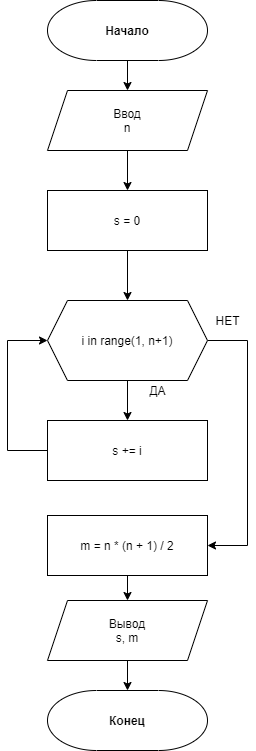 Начало
Ввод
n
s = 0
i in range(1, n+1)
НЕТ
ДА
s += i
m = n * (n + 1) / 2
Вывод
s, m
Конец